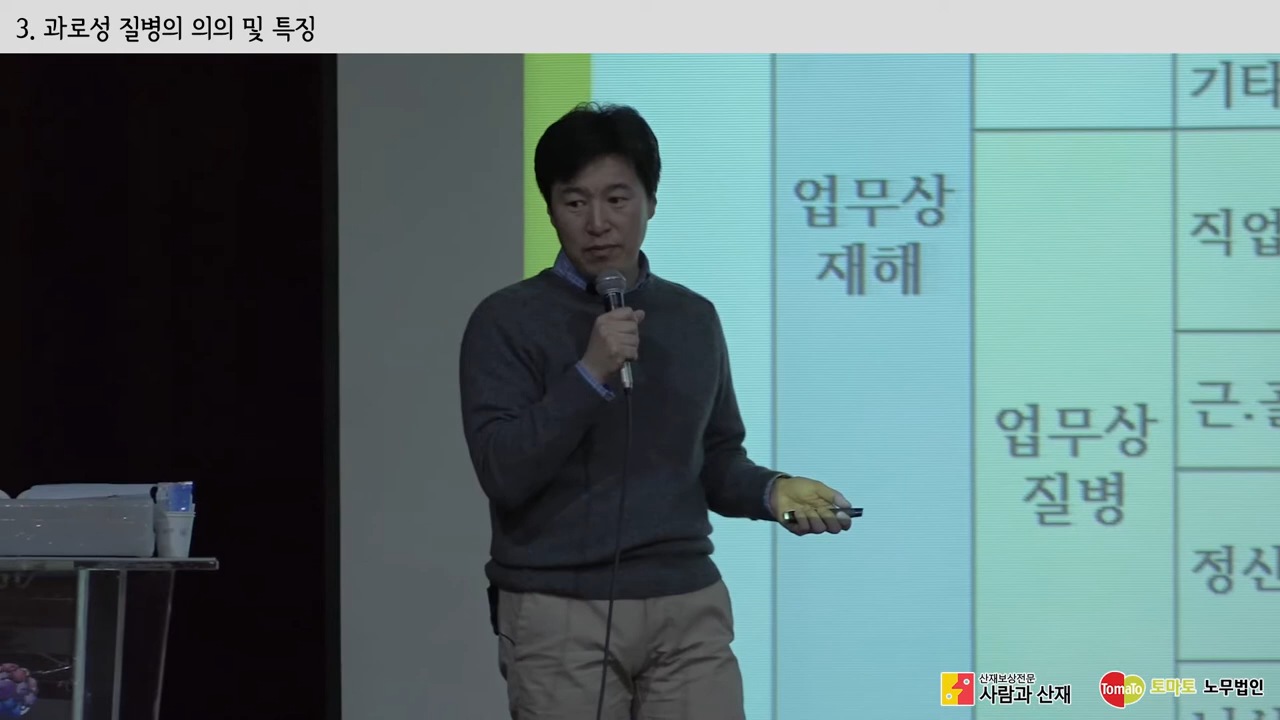 3. 과로성 질병의 의의 및 특징
기타
업무상
재해
직업
근.골
업무상
질병
정신
산재보상전문
사람과 산재
TomaTo
토마토 노무법인